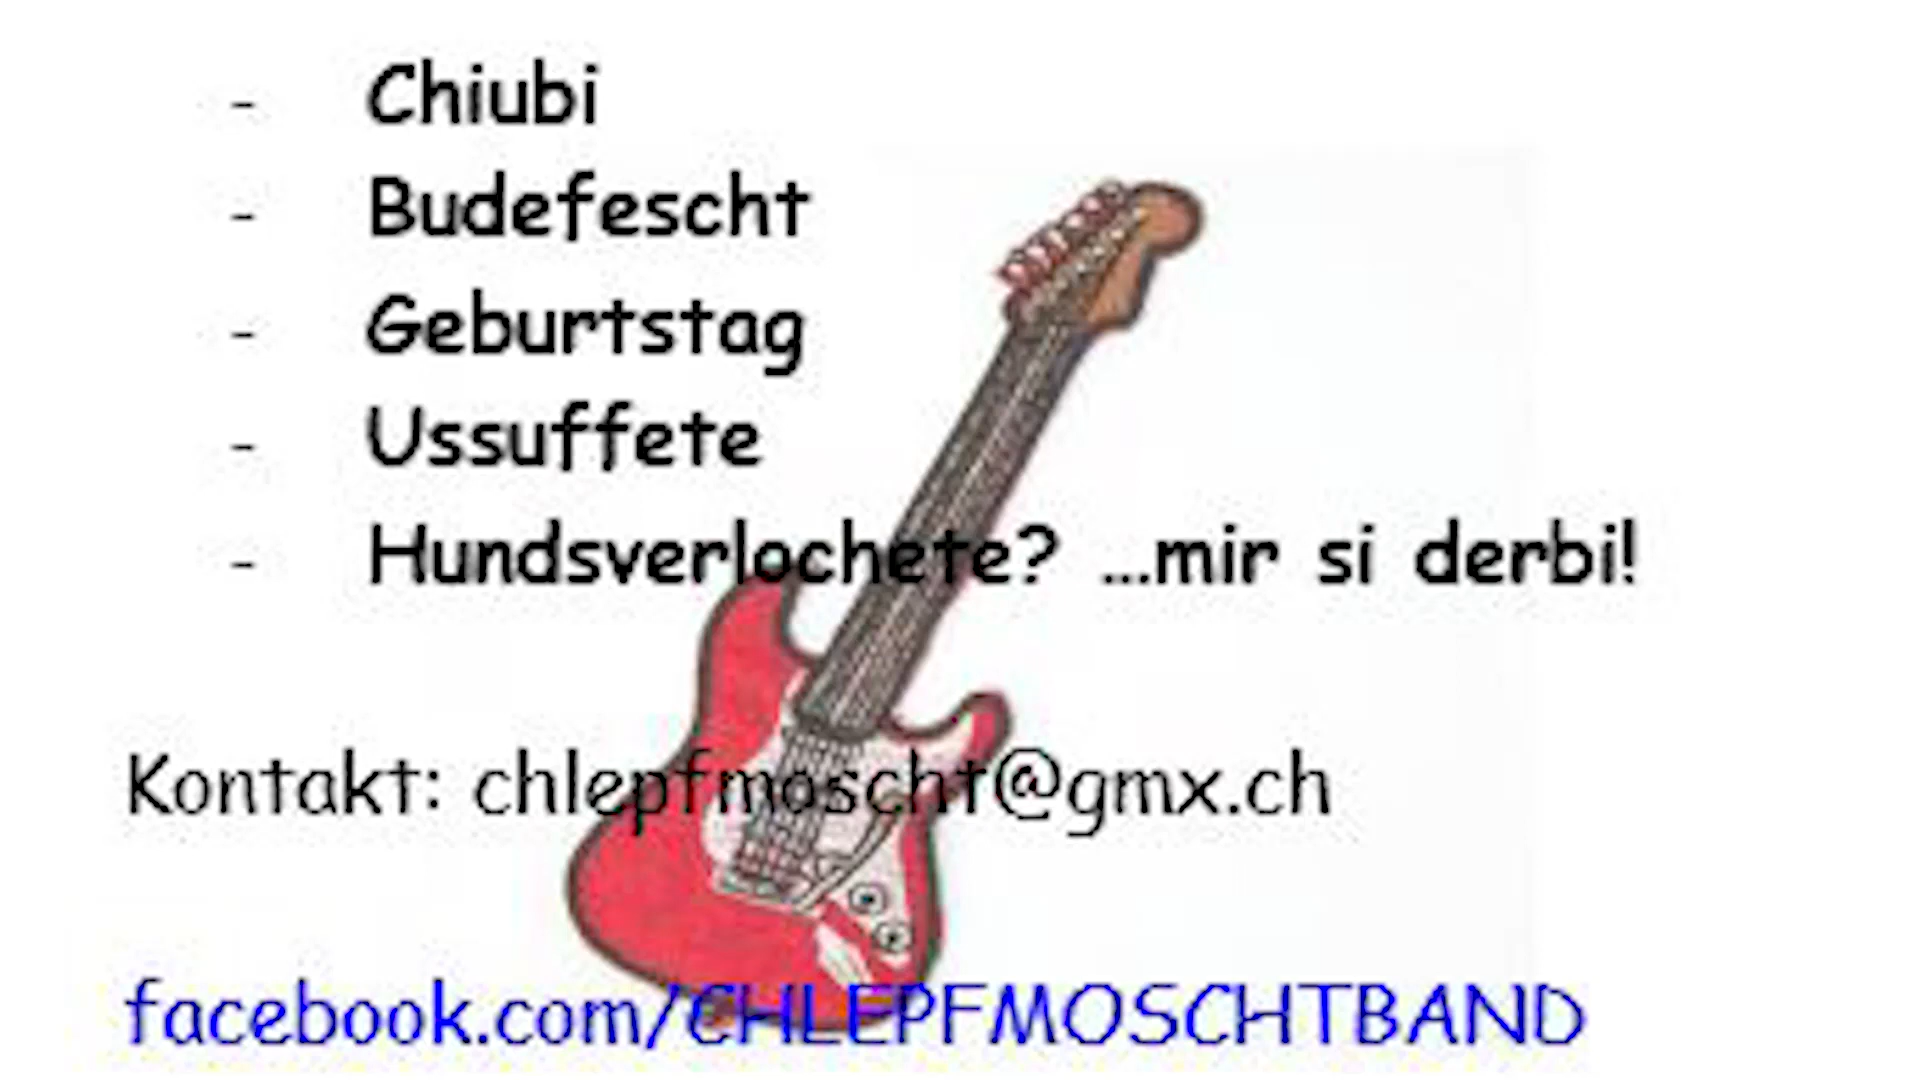 - Chiubi
- Budefescht
- Geburtstag
- Ussuffete
- Hundsverlochete? ...mir si derbi!
Kontakt: chlepfmoscht@gmx.ch
facebook.com/CHLEPFMOSCHTBAND